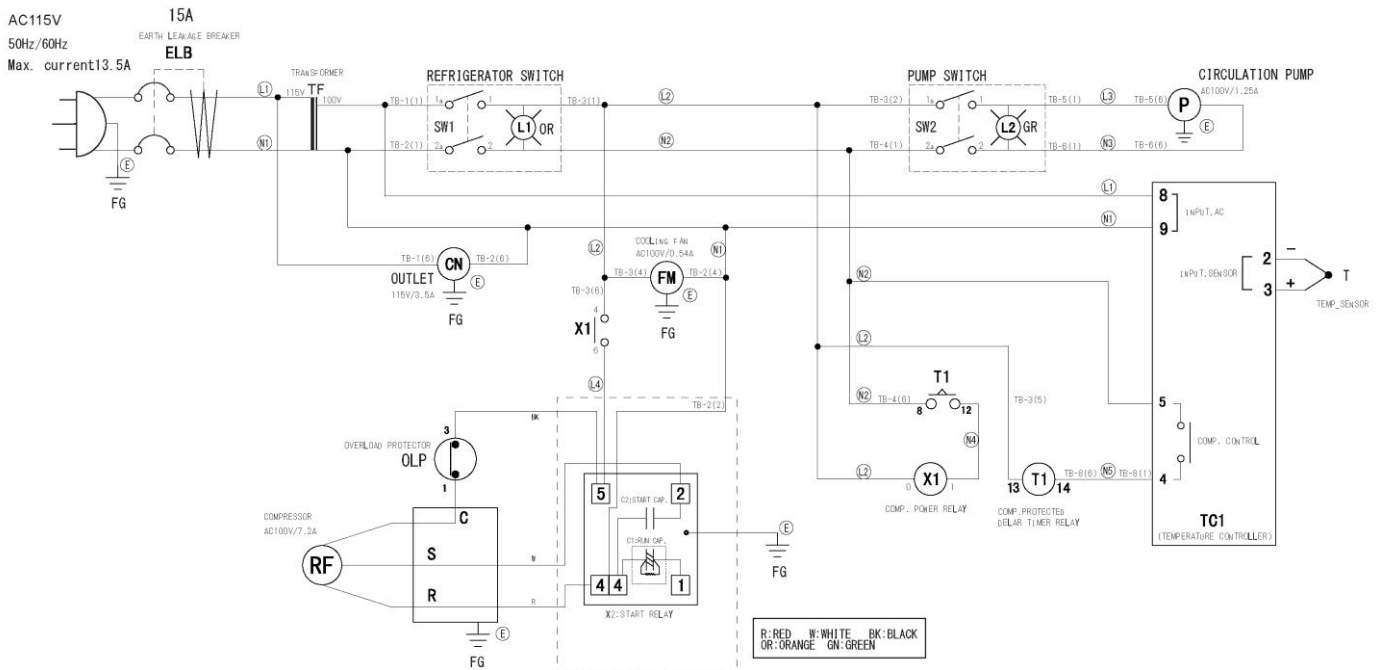 AC115V
50Hz/60Hz
Max. current13.5A
15A
EARTH LEAKAGE BREAKER
ELB
E
FG
L1
N1
TRANSFORMER
115V TF 100V
TB-1(1)
TB-2(1)
REFRIGERATOR SWITCH
1a 1
SW1
2a 2
L1 OR
TB-3(1)
L2
N2
PUMP SWITCH
TB-3(2)
TB-4(1)
1a 1
SW2
2a 2
L2 GR
TB-5(1)
TB-6(1)
L3
N3
TB-5(6)
TB-6(6)
CIRCULATION PUMP
AC100V/1.25A
P
E
L1
N1
8
9
INPUT,AC
INPUT,SENSOR
2 -
3 +
T
TEMP_SENSOR
TB-1(6)
CN
TB-2(6)
OUTLET
115V/3.5A
E
FG
L2
COOLING FAN
AC100V/0.54A
N1
TB-3(4)
FM
TB-2(4)
E
FG
TB-3(6)
4
X1
6
L4
TB-2(2)
N2
L2
N2
TB-4(6)
T1
8 12
TB-3(5)
N4
L2
0 X1 1
COMP. POWER RELAY
13 T1 14
COMP.PROTECTED
DELAR TIMER RELAY
TB-8(6)
N5
TB-8(1)
5
COMP. CONTROL
4
TC1
(TEMPERATURE CONTROLLER)
BK
3
OVERLOAD PROTECTOR
OLP
1
COMPRESSOR
AC100V/7.2A
RF
C
S
R
W
R
E
FG
5
2
C2:START CAP.
C1:RUN CAP.
4 4 1
X2:START RELAY
E
FG
R:RED W:WHITE BK:BLACK
OR:ORANGE GN:GREEN